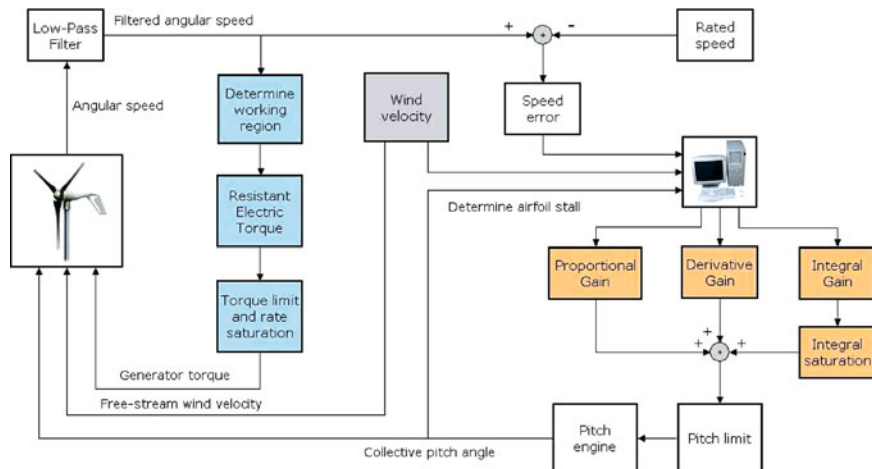 Low-Pass
Filter
Filtered angular speed
+
+
-
Rated
speed
Angular speed
Determine
working
region
Wind
velocity
Speed
error
Resistant
Electric
Torque
Determine airfoil stall
Proportional
Gain
Derivative
Gain
Integral
Gain
Torque limit
and rate
saturation
+
+
+
+
Integral
saturation
Generator torque
Free-stream wind velocity
Collective pitch angle
Pitch
engine
Pitch limit